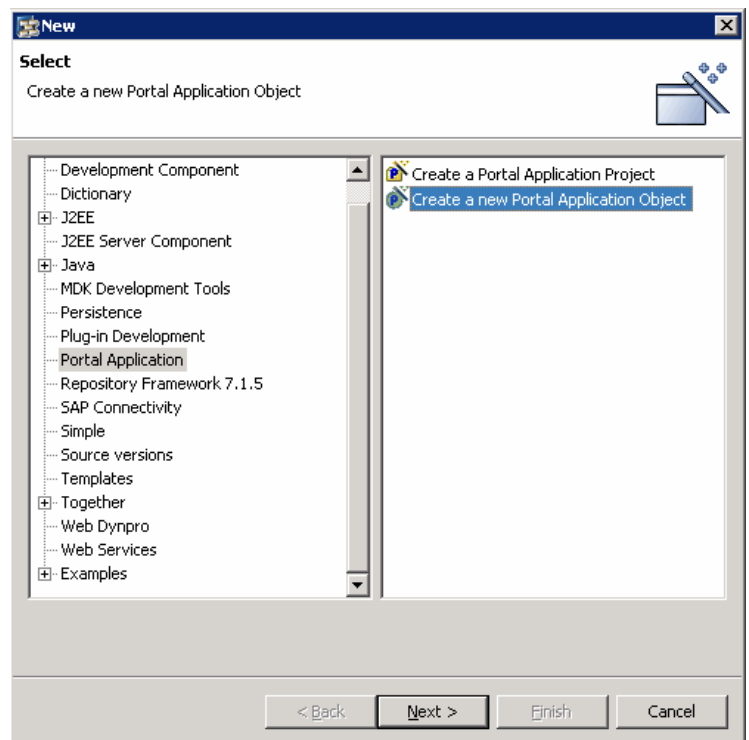 New
Select
Create a new Portal Application Object
Development Component
Dictionary
J2EE
J2EE Server Component
Java
MDK Development Tools
Persistence
Plug-in Development
Portal Application
Repository Framework 7.1.5
SAP Connectivity
Simple
Source versions
Templates
Together
Web Dynpro
Web Services
Examples
Create a Portal Application Project
Create a new Portal Application Object
< Back Next > Finish Cancel